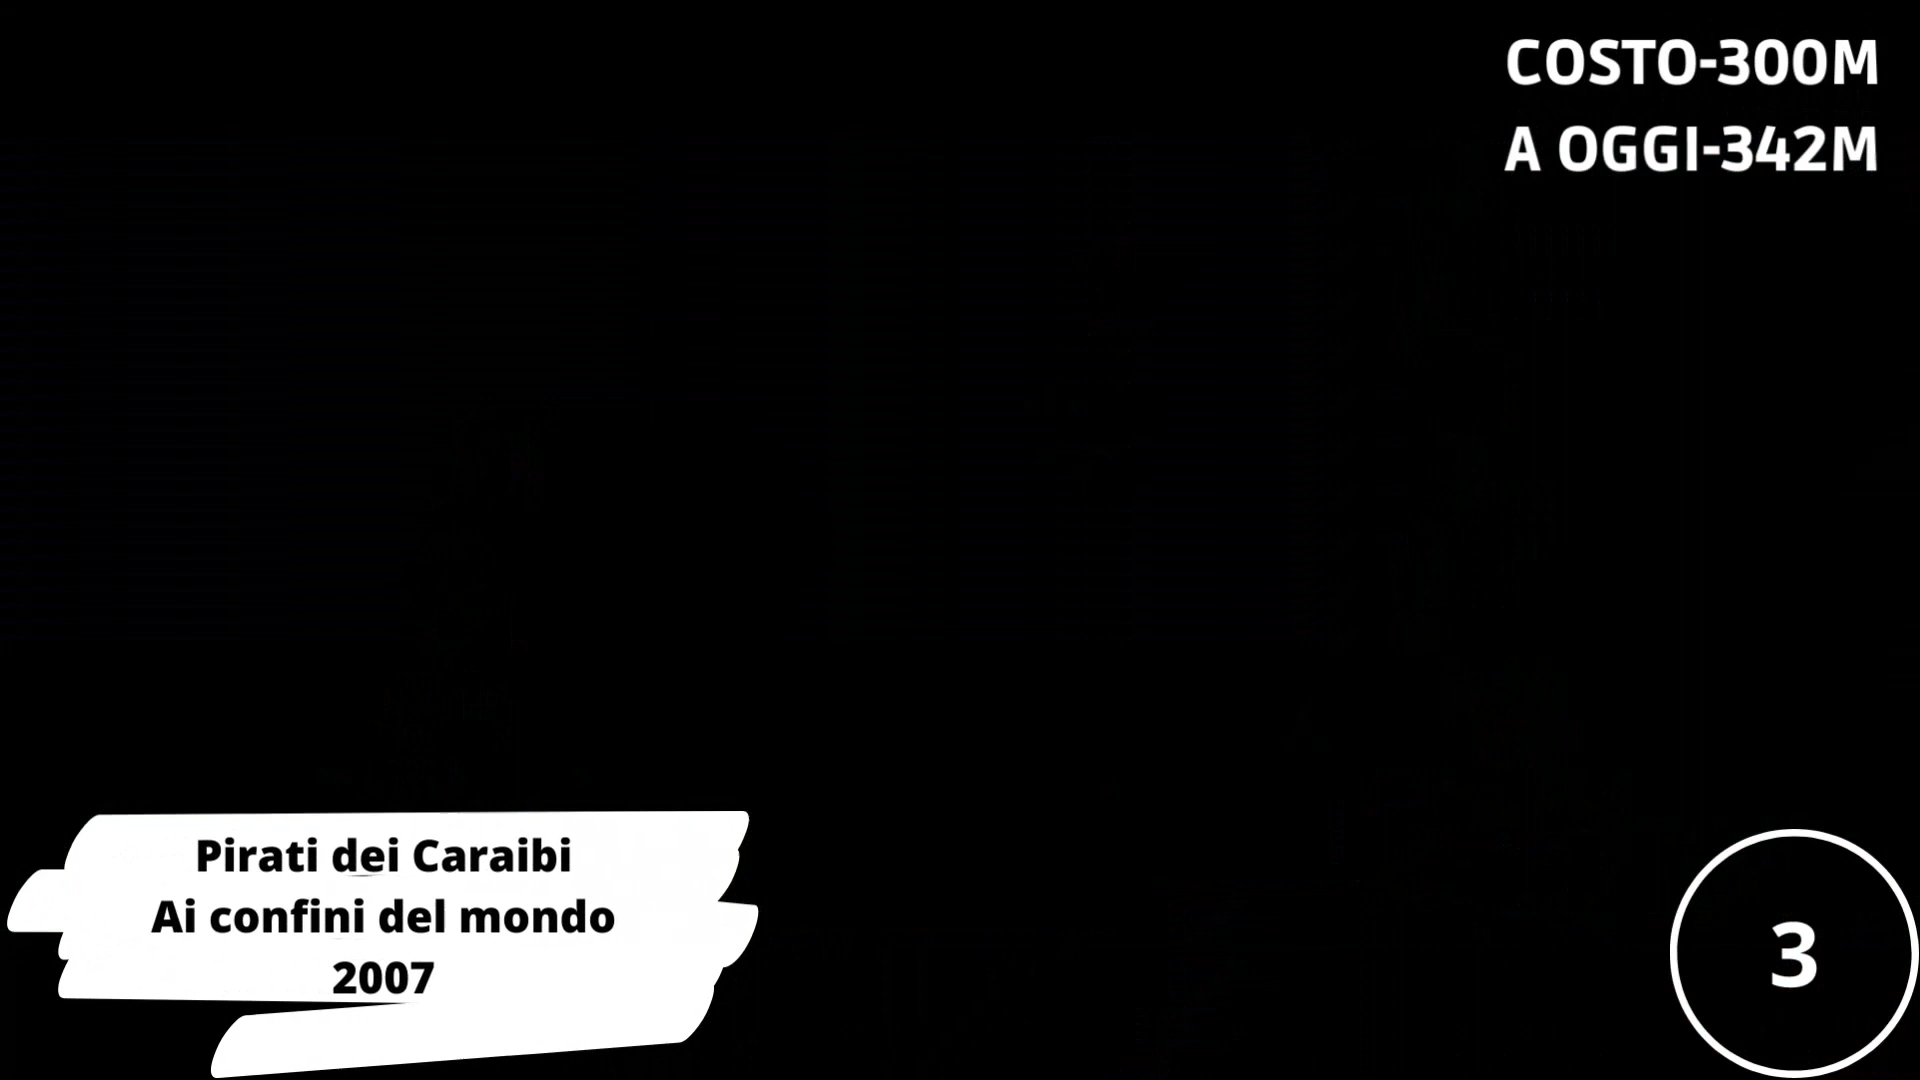 COSTO-300M
A OGGI-342M
Pirati dei Caraibi
Ai confini del mondo
2007
3